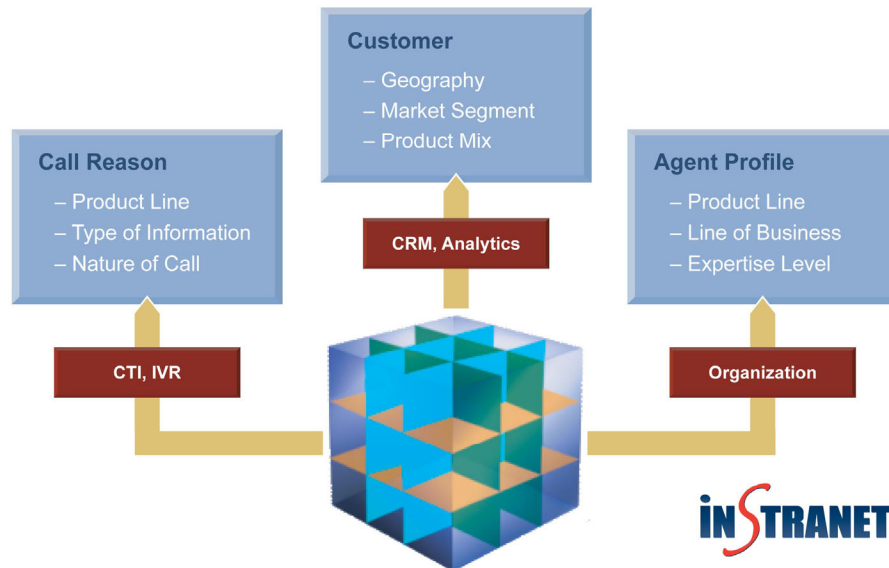 Customer
– Geography
– Market Segment
– Product Mix
Call Reason
– Product Line
– Type of Information
– Nature of Call
Agent Profile
– Product Line
– Line of Business
– Expertise Level
CRM, Analytics
CTI, IVR
Organization
inSTRANET